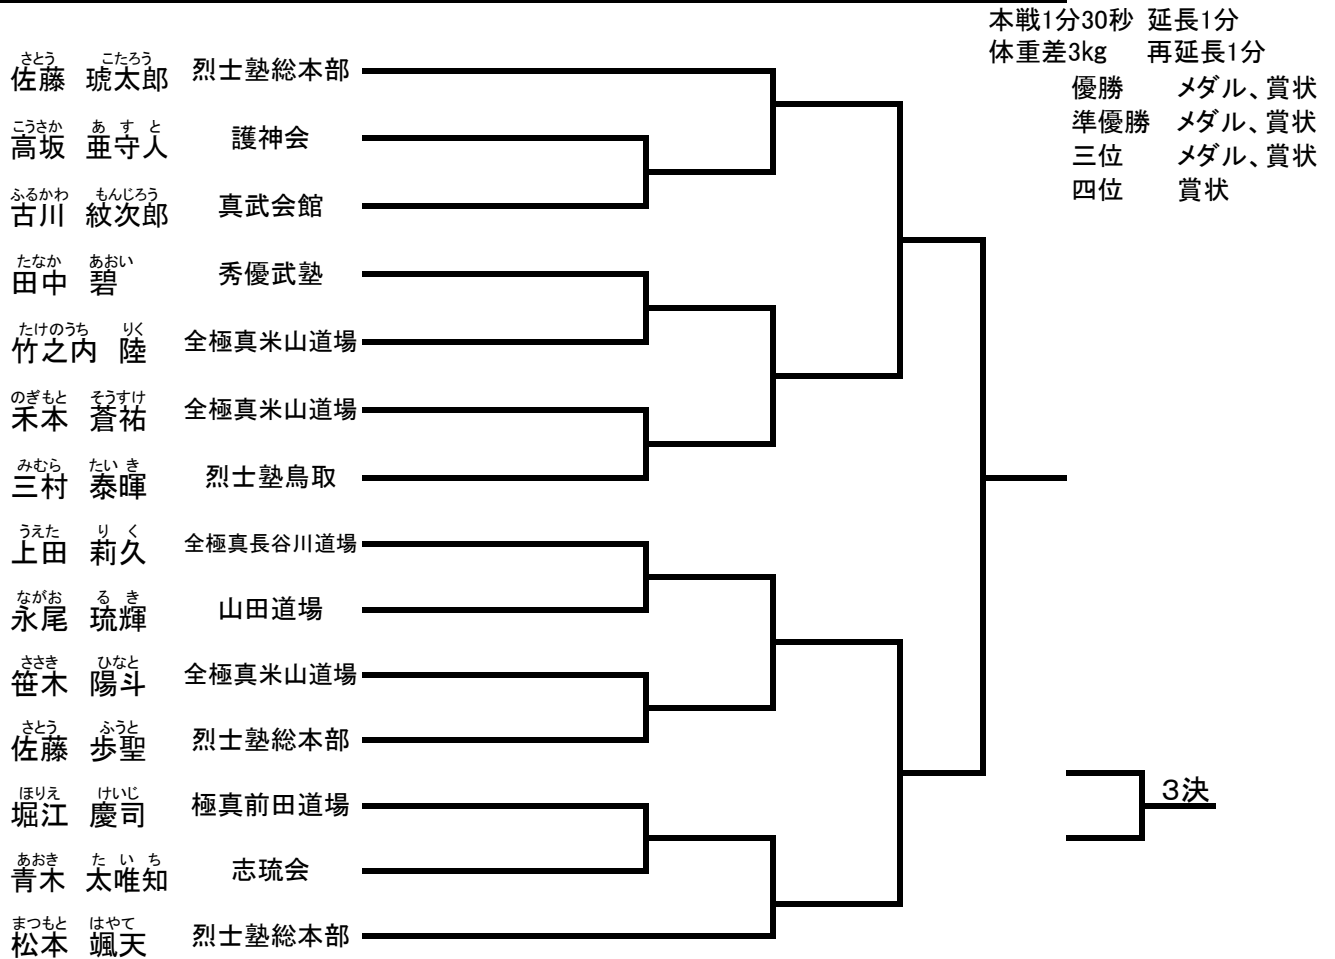 本戦1分30秒 延長1分
体重差3kg 再延長1分
優勝 メダル、賞状
準優勝 メダル、賞状
三位 メダル、賞状
四位 賞状
さとう こたろう
佐藤 琥太郎 烈士塾総本部
こうさか あすと
高坂 亜守人 護神会
ふるかわ もんじろう
古川 紋次郎 真武会館
たなか あおい
田中 碧 秀優武塾
たけのうち りく
竹之内 陸 全極真米山道場
のぎもと そうすけ
禾本 蒼祐 全極真米山道場
みむら たいき
三村 泰暉 烈士塾鳥取
うえた りく
上田 莉久 全極真長谷川道場
ながお るき
永尾 琉輝 山田道場
ささき ひなと
笹木 陽斗 全極真米山道場
さとう ふうと
佐藤 歩聖 烈士塾総本部
ほりえ けいじ
堀江 慶司 極真前田道場
あおき たいち
青木 太唯知 志琉会
まつもと はやて
松本 颯天 烈士塾総本部
3決